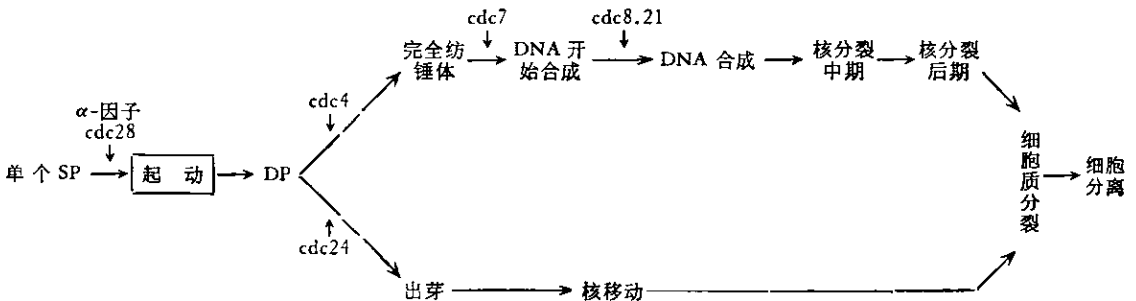 cdc7
cdc8.21
完全纺
锤体
DNA 开
始合成
DNA 合成
核分裂
中期
核分裂
后期
α-因子
cdc28
cdc4
单个 SP
起 动
DP
细胞质分裂
细胞
分离
cdc24
出芽
核移动